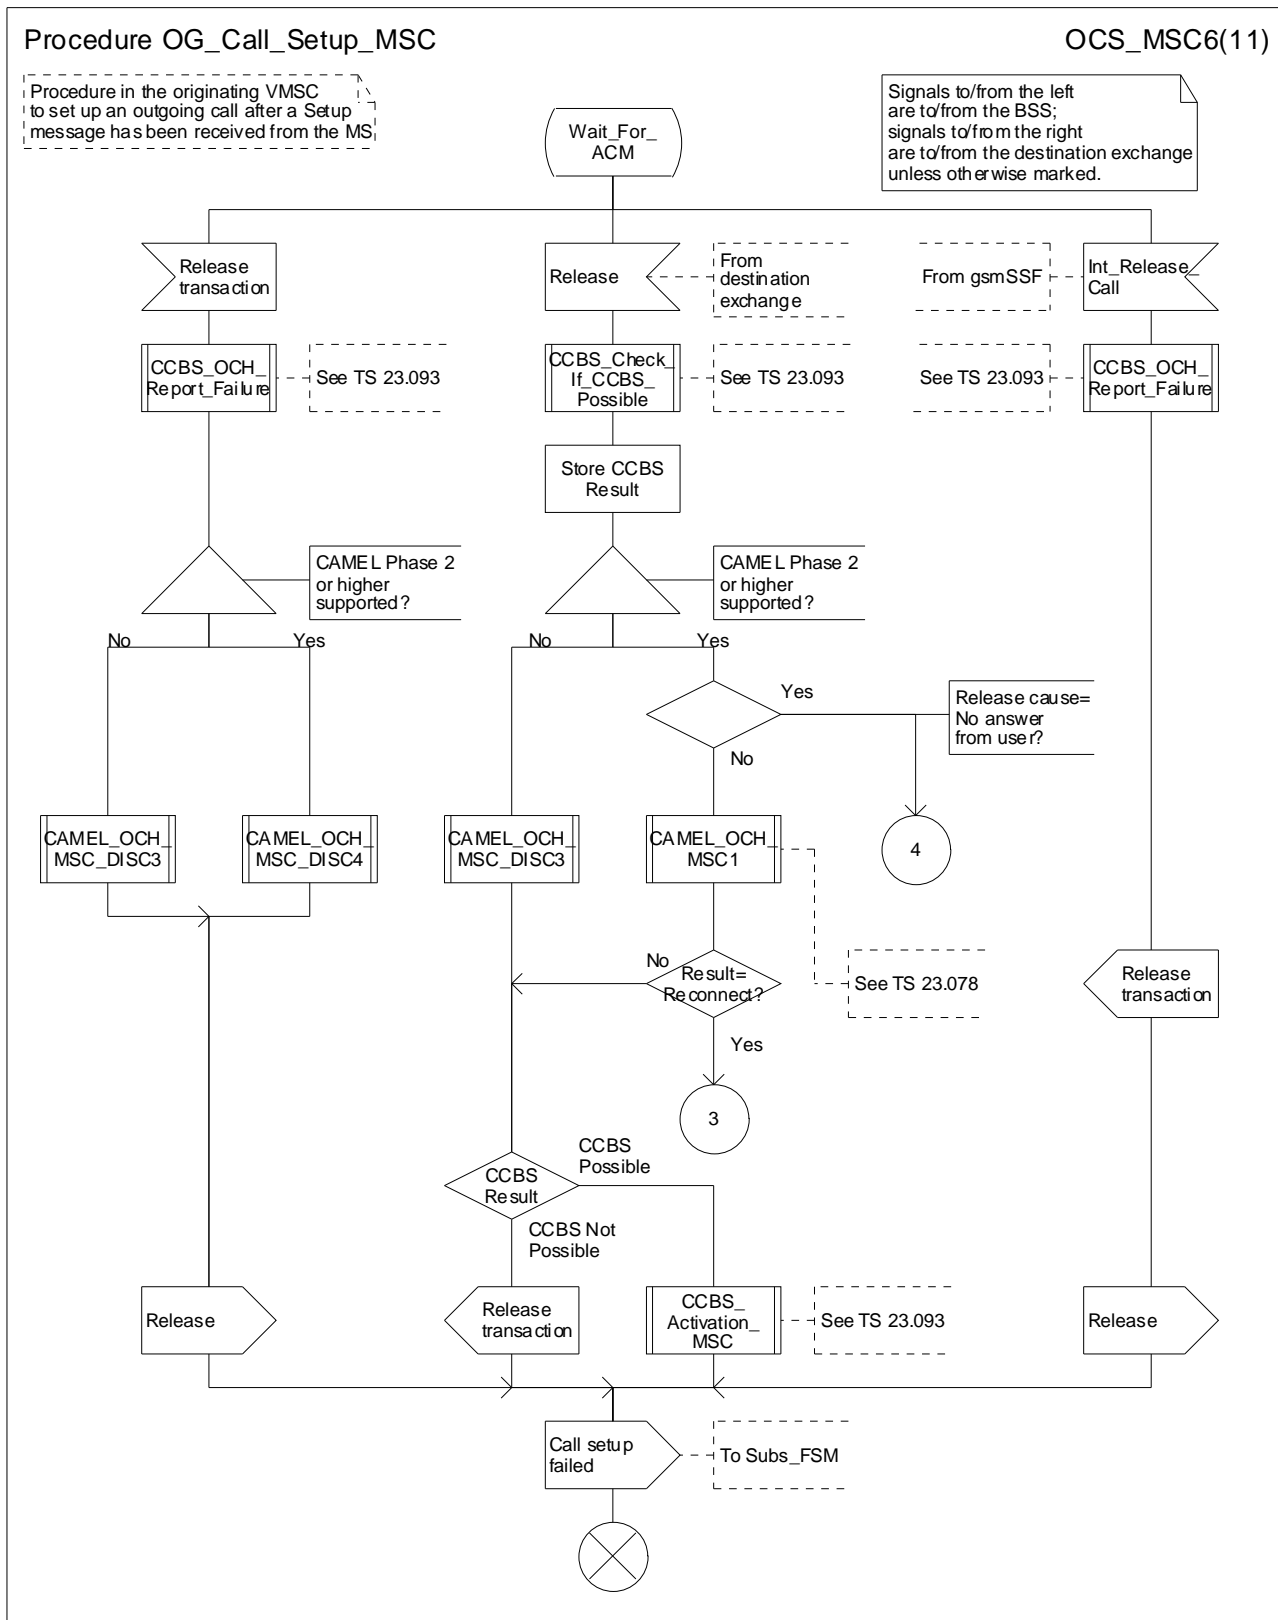 Procedure OG_Call_Setup_MSC
OCS_MSC6(11)
Procedure in the originating VMSC
to set up an outgoing call after a Setup
message has been received from the MS
Signals to/from the left
are to/from the BSS;
signals to/from the right
are to/from the destination exchange
unless otherwise marked.
Wait_For_
ACM
Release
transaction
Release
From
destination
exchange
From gsmSSF
Int_Release_
Call
CCBS_OCH_
Report_Failure
See TS 23.093
CCBS_Check_
If_CCBS_
Possible
See TS 23.093
See TS 23.093
CCBS_OCH_
Report_Failure
Store CCBS
Result
CAMEL Phase 2
or higher
supported?
CAMEL Phase 2
or higher
supported?
No
Yes
No
Yes
Yes
Release cause=
No answer
from user?
No
CAMEL_OCH_
MSC_DISC3
CAMEL_OCH_
MSC_DISC4
CAMEL_OCH_
MSC_DISC3
CAMEL_OCH_
MSC1
4
No
Result=
Reconnect?
See TS 23.078
Release
transaction
Yes
3
CCBS
Possible
CCBS
Result
CCBS Not
Possible
Release
Release
transaction
CCBS_
Activation_
MSC
See TS 23.093
Release
Call setup
failed
To Subs_FSM